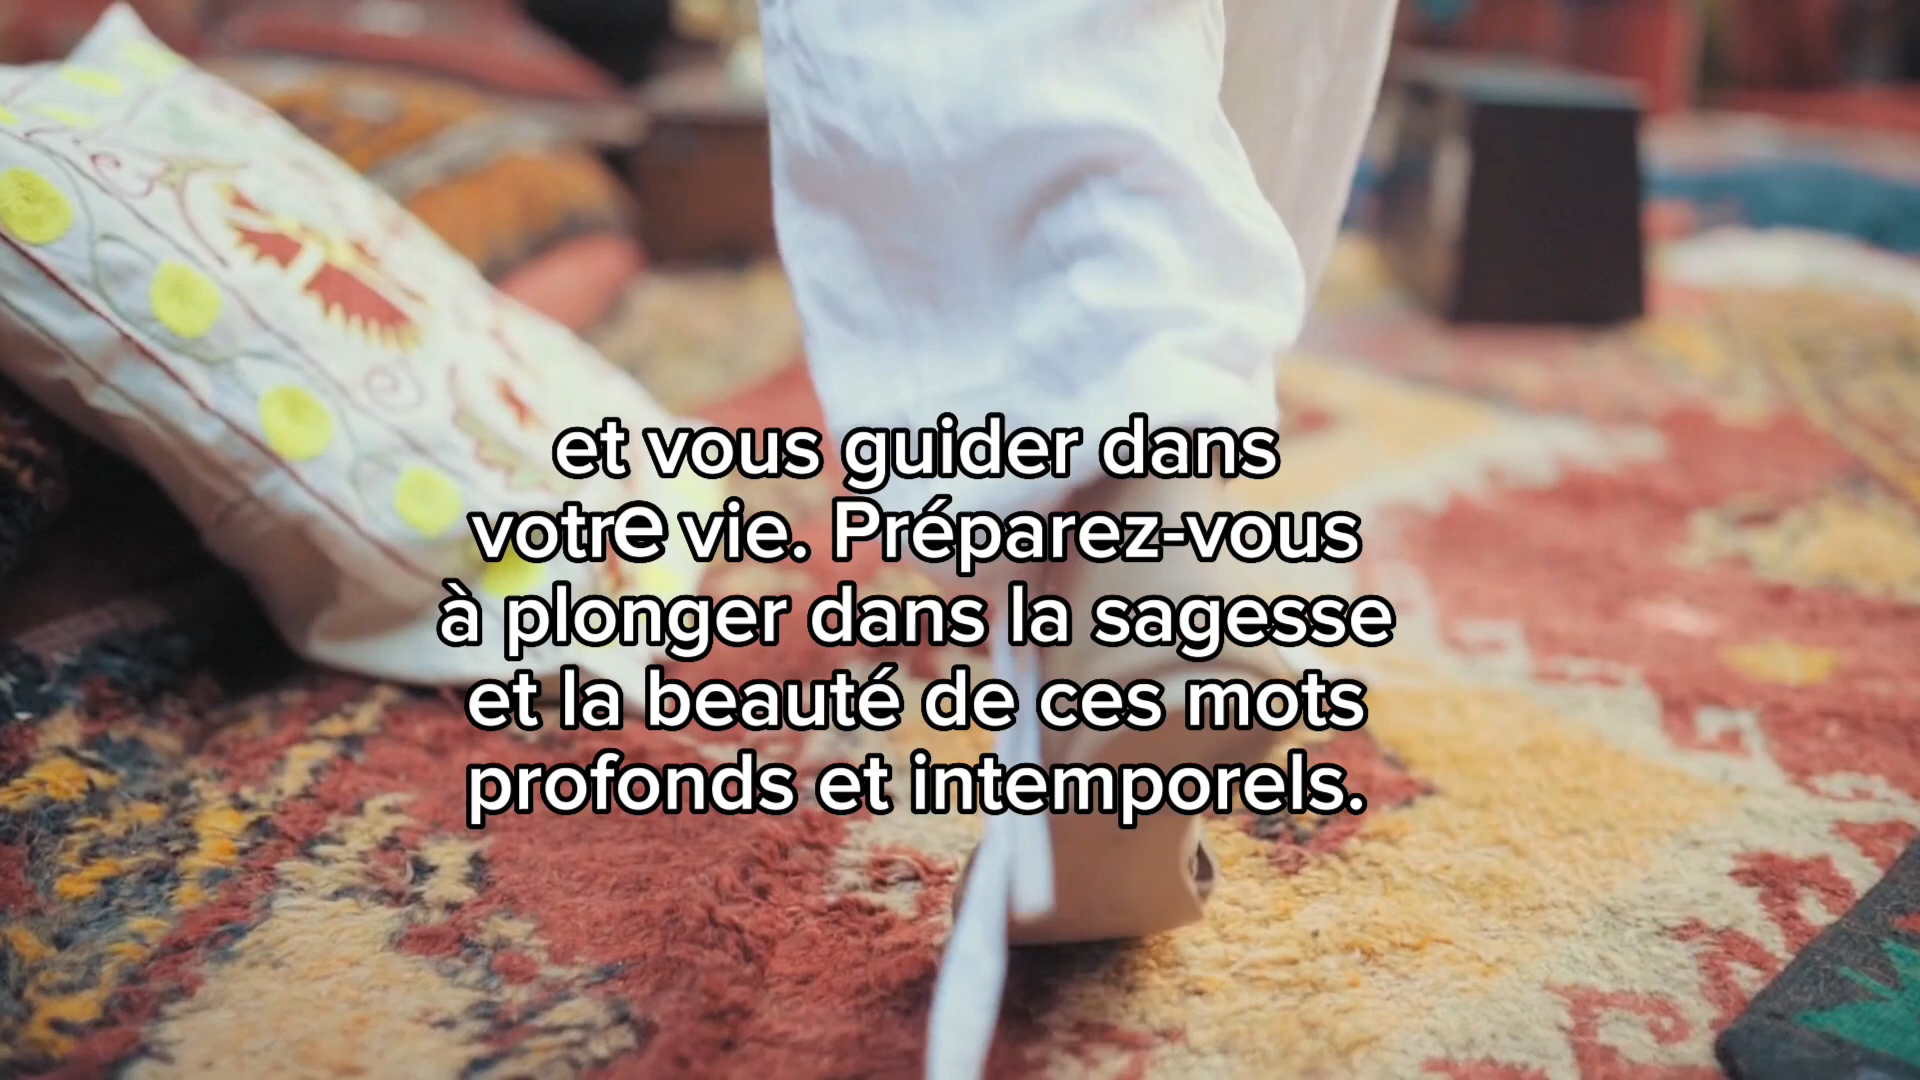 et vous guider dans
votre vie. Préparez-vous
à plonger dans la sagesse
et la beauté de ces mots
profonds et intemporels.